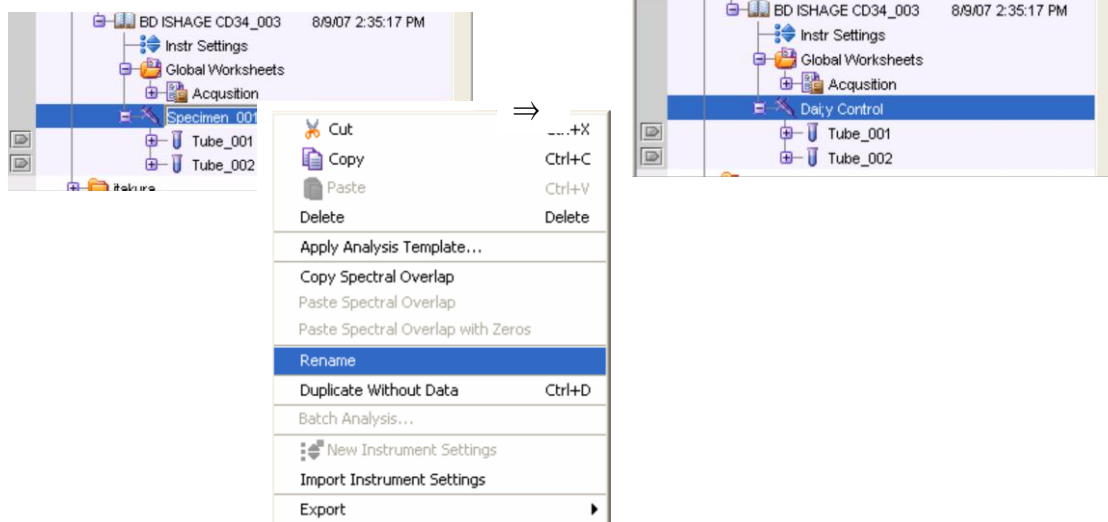 BD ISHAGE CD34_003 8/9/07 2:35:17 PM
Instr Settings
Global Worksheets
Acqusition
Specimen_001
Tube_001
Tube_002
itakura
Cut
Copy Ctrl+C
Paste Ctrl+V
Delete Delete
Apply Analysis Template...
Copy Spectral Overlap
Paste Spectral Overlap
Paste Spectral Overlap with Zeros
Rename
Duplicate Without Data Ctrl+D
Batch Analysis...
New Instrument Settings
Import Instrument Settings
Export
⇒
BD ISHAGE CD34_003 8/9/07 2:35:17 PM
Instr Settings
Global Worksheets
Acqusition
Dai;y Control
Tube_001
Tube_002